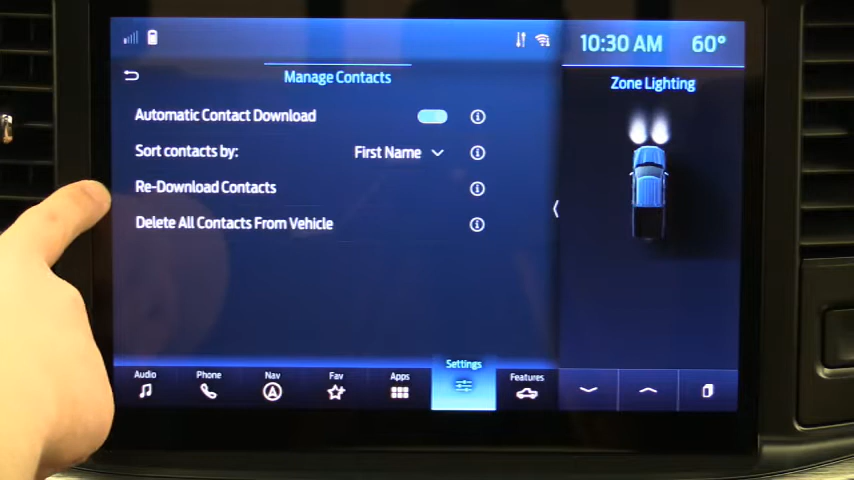 10:30 AM 60°
Manage Contacts
Zone Lighting
Automatic Contact Download
Sort contacts by: First Name
Re-Download Contacts
Delete All Contacts From Vehicle
Audio Phone Nav Fav Apps Settings Features